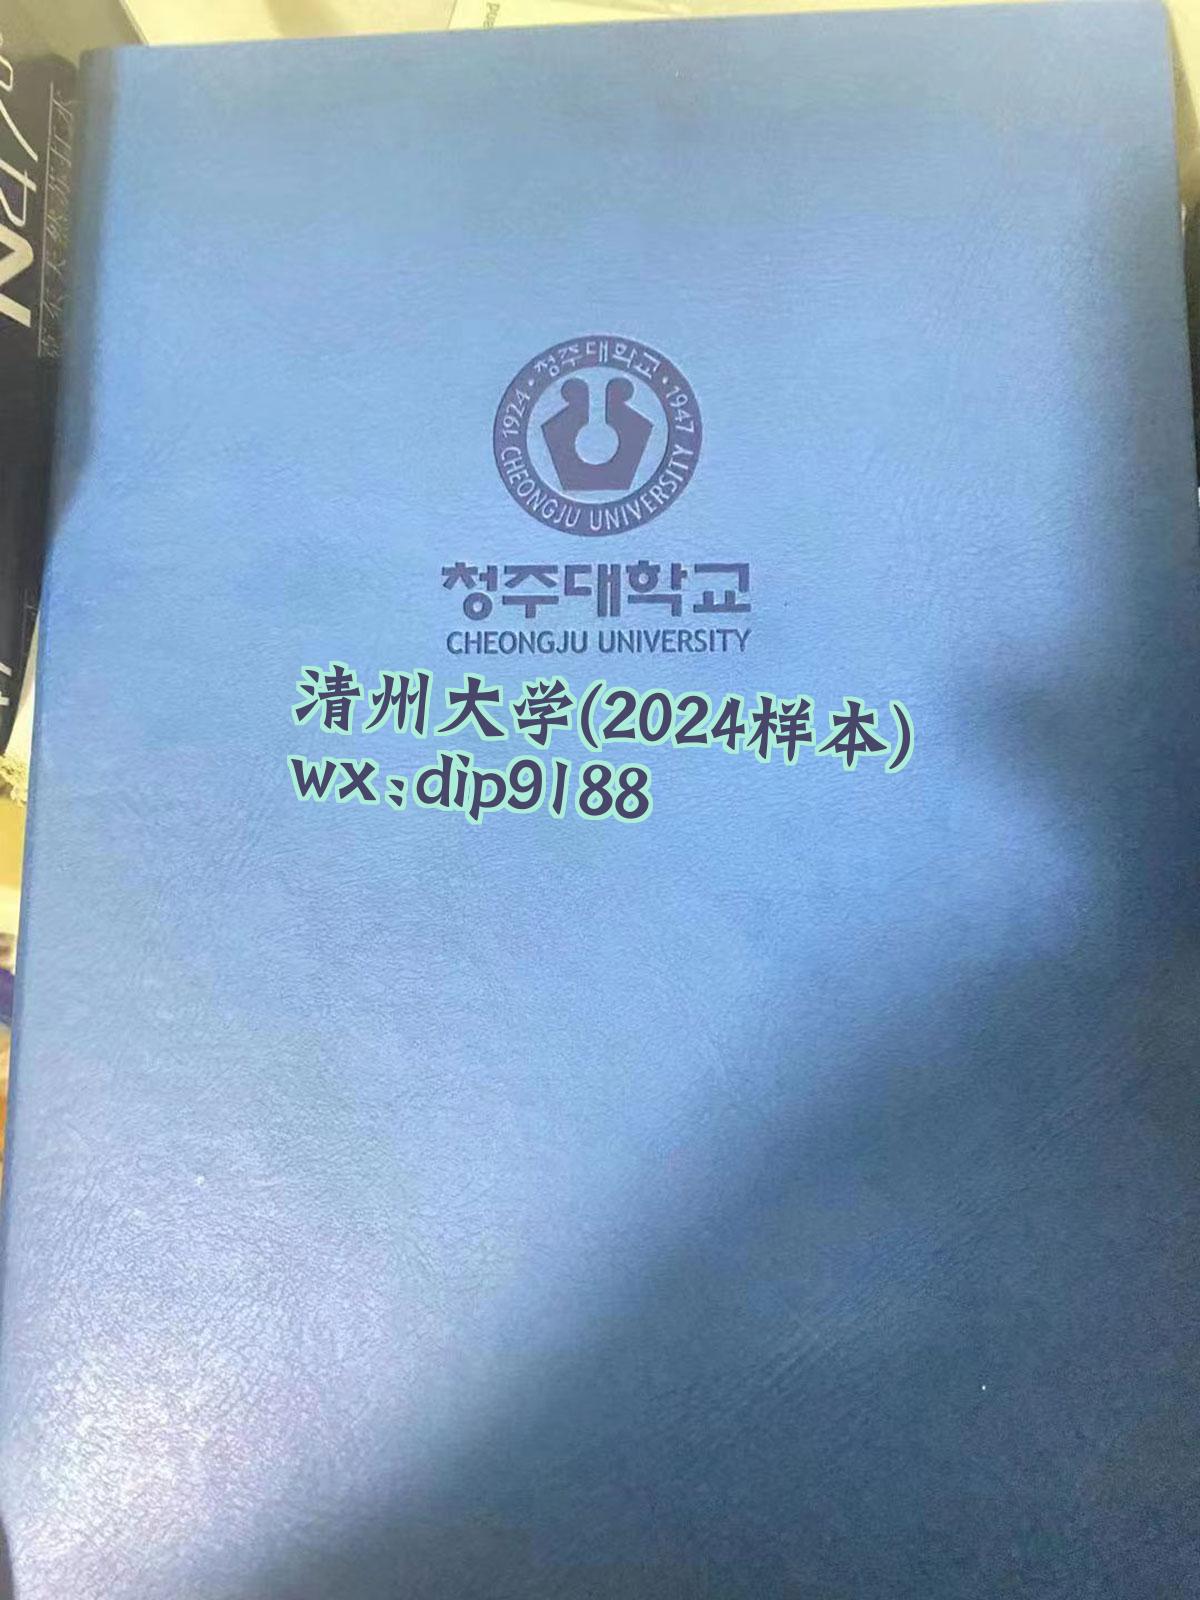 청주대학교
1924 · 1947
CHEONGJU UNIVERSITY
청주대학교
CHEONGJU UNIVERSITY
清州大学(2024样本)
wx:dip9188